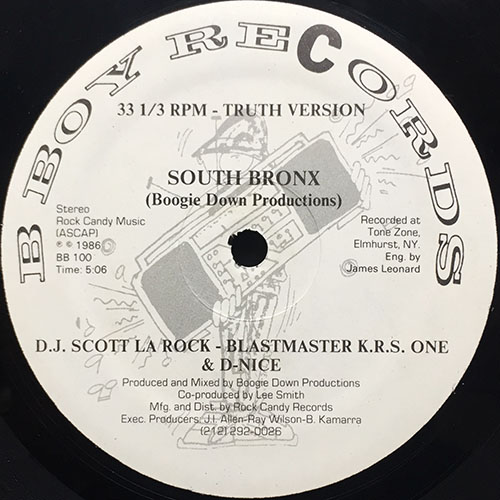 B BOY RECORDS
33 1/3 RPM - TRUTH VERSION
SOUTH BRONX
(Boogie Down Productions)
Stereo
Rock Candy Music
(ASCAP)
℗ © 1986
BB 100
Time: 5:06
Recorded at
Tone Zone,
Elmhurst, NY.
Eng. by
James Leonard
D.J. SCOTT LA ROCK - BLASTMASTER K.R.S. ONE
& D-NICE
Produced and Mixed by Boogie Down Productions
Co-produced by Lee Smith
Mfg. and Dist. by Rock Candy Records
Exec. Producers: J.I. Allen-Ray Wilson-B. Kamarra
(212) 292-0026